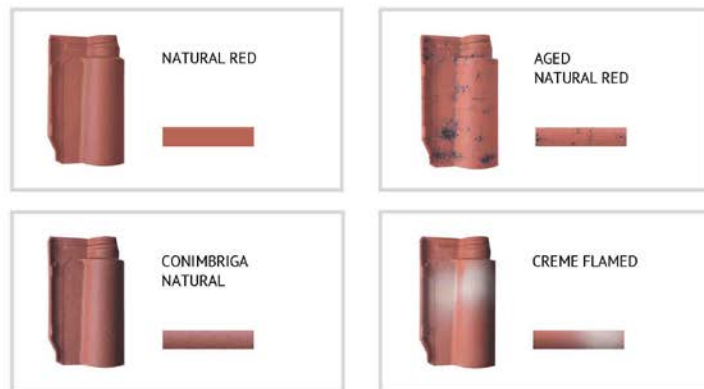 NATURAL RED
AGED
NATURAL RED
CONIMBRIGA
NATURAL
CREME FLAMED